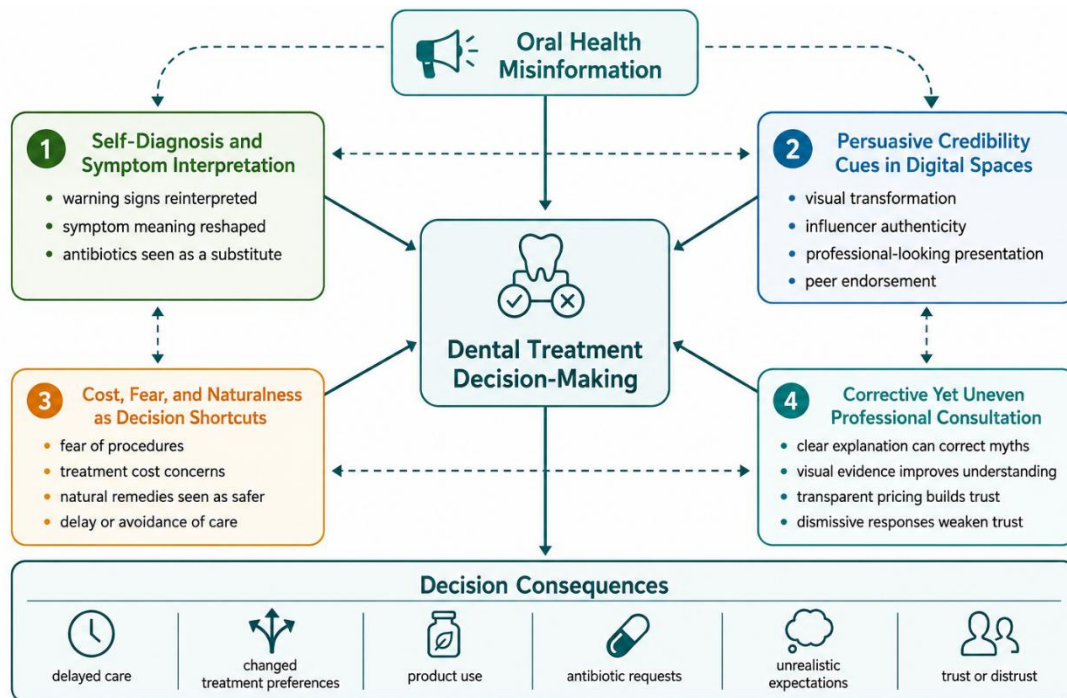 Oral Health
Misinformation
1
Self-Diagnosis and
Symptom Interpretation
• warning signs reinterpreted
• symptom meaning reshaped
• antibiotics seen as a substitute
2
Persuasive Credibility
Cues in Digital Spaces
• visual transformation
• influencer authenticity
• professional-looking presentation
• peer endorsement
Dental Treatment
Decision-Making
3
Cost, Fear, and Naturalness
as Decision Shortcuts
• fear of procedures
• treatment cost concerns
• natural remedies seen as safer
• delay or avoidance of care
4
Corrective Yet Uneven
Professional Consultation
• clear explanation can correct myths
• visual evidence improves understanding
• transparent pricing builds trust
• dismissive responses weaken trust
Decision Consequences
delayed care
changed
treatment preferences
product use
antibiotic requests
unrealistic
expectations
trust or distrust